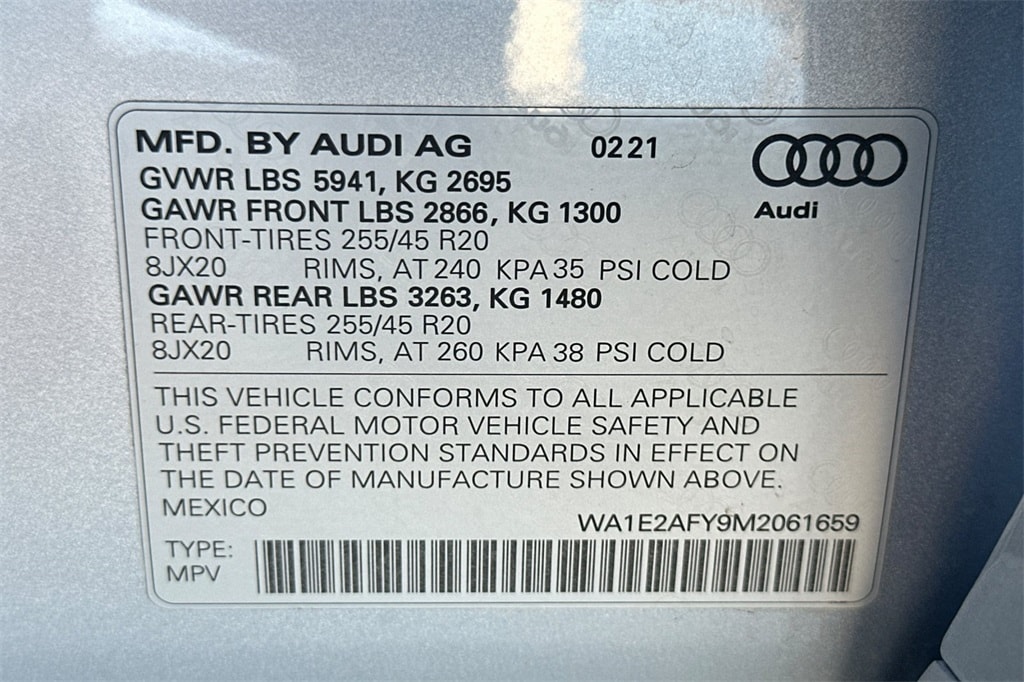 MFD. BY AUDI AG 0221
GVWR LBS 5941, KG 2695
GAWR FRONT LBS 2866, KG 1300
Audi
FRONT-TIRES 255/45 R20
8JX20 RIMS, AT 240 KPA 35 PSI COLD
GAWR REAR LBS 3263, KG 1480
REAR-TIRES 255/45 R20
8JX20 RIMS, AT 260 KPA 38 PSI COLD
THIS VEHICLE CONFORMS TO ALL APPLICABLE
U.S. FEDERAL MOTOR VEHICLE SAFETY AND
THEFT PREVENTION STANDARDS IN EFFECT ON
THE DATE OF MANUFACTURE SHOWN ABOVE.
MEXICO
WA1E2AFY9M2061659
TYPE:
MPV